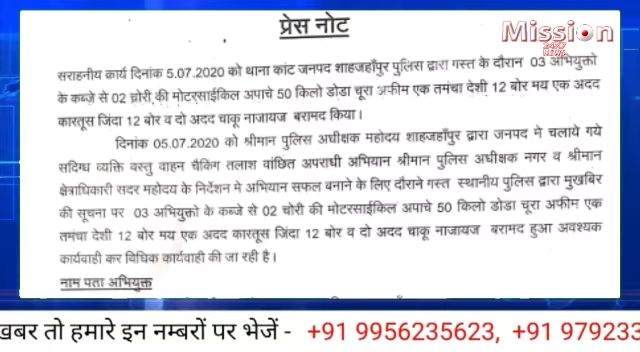 Mission
24X7
NEWS
प्रेस नोट
सराहनीय कार्य दिनांक 5.07.2020 को थाना कांट जनपद शाहजहाँपुर पुलिस द्वारा गस्त के दौरान 03 अभियुक्तो
के कब्जे से 02 चोरी की मोटरसाईकिल अपाचे 50 किलो डोडा चूरा अफीम एक तमंचा देशी 12 बोर मय एक अदद
कारतूस जिंदा 12 बोर व दो अदद चाकू नाजायज बरामद किया।
दिनांक 05.07.2020 को श्रीमान पुलिस अधीक्षक महोदय शाहजहाँपुर द्वारा जनपद मे चलाये गये
सदिग्ध व्यक्ति वस्तु वाहन चैकिग तलाश वांछित अपराधी अभियान श्रीमान पुलिस अधीक्षक नगर व श्रीमान
क्षेत्राधिकारी सदर महोदय के निर्देशन मे अभियान सफल बनाने के लिए दौराने गस्त स्थानीय पुलिस द्वारा मुखबिर
की सूचना पर 03 अभियुक्तो के कब्जे से 02 चोरी की मोटरसाईकिल अपाचे 50 किलो डोडा चूरा अफीम एक
तमंचा देशी 12 बोर मय एक अदद कारतूस जिंदा 12 बोर व दो अदद चाकू नाजायज बरामद हुआ अवश्यक
कार्यवाही कर विधिक कार्यवाही की जा रही है।
नाम पता अभियुक्त
खबर तो हमारे इन नम्बरों पर भेजें - +91 9956235623, +91 979233